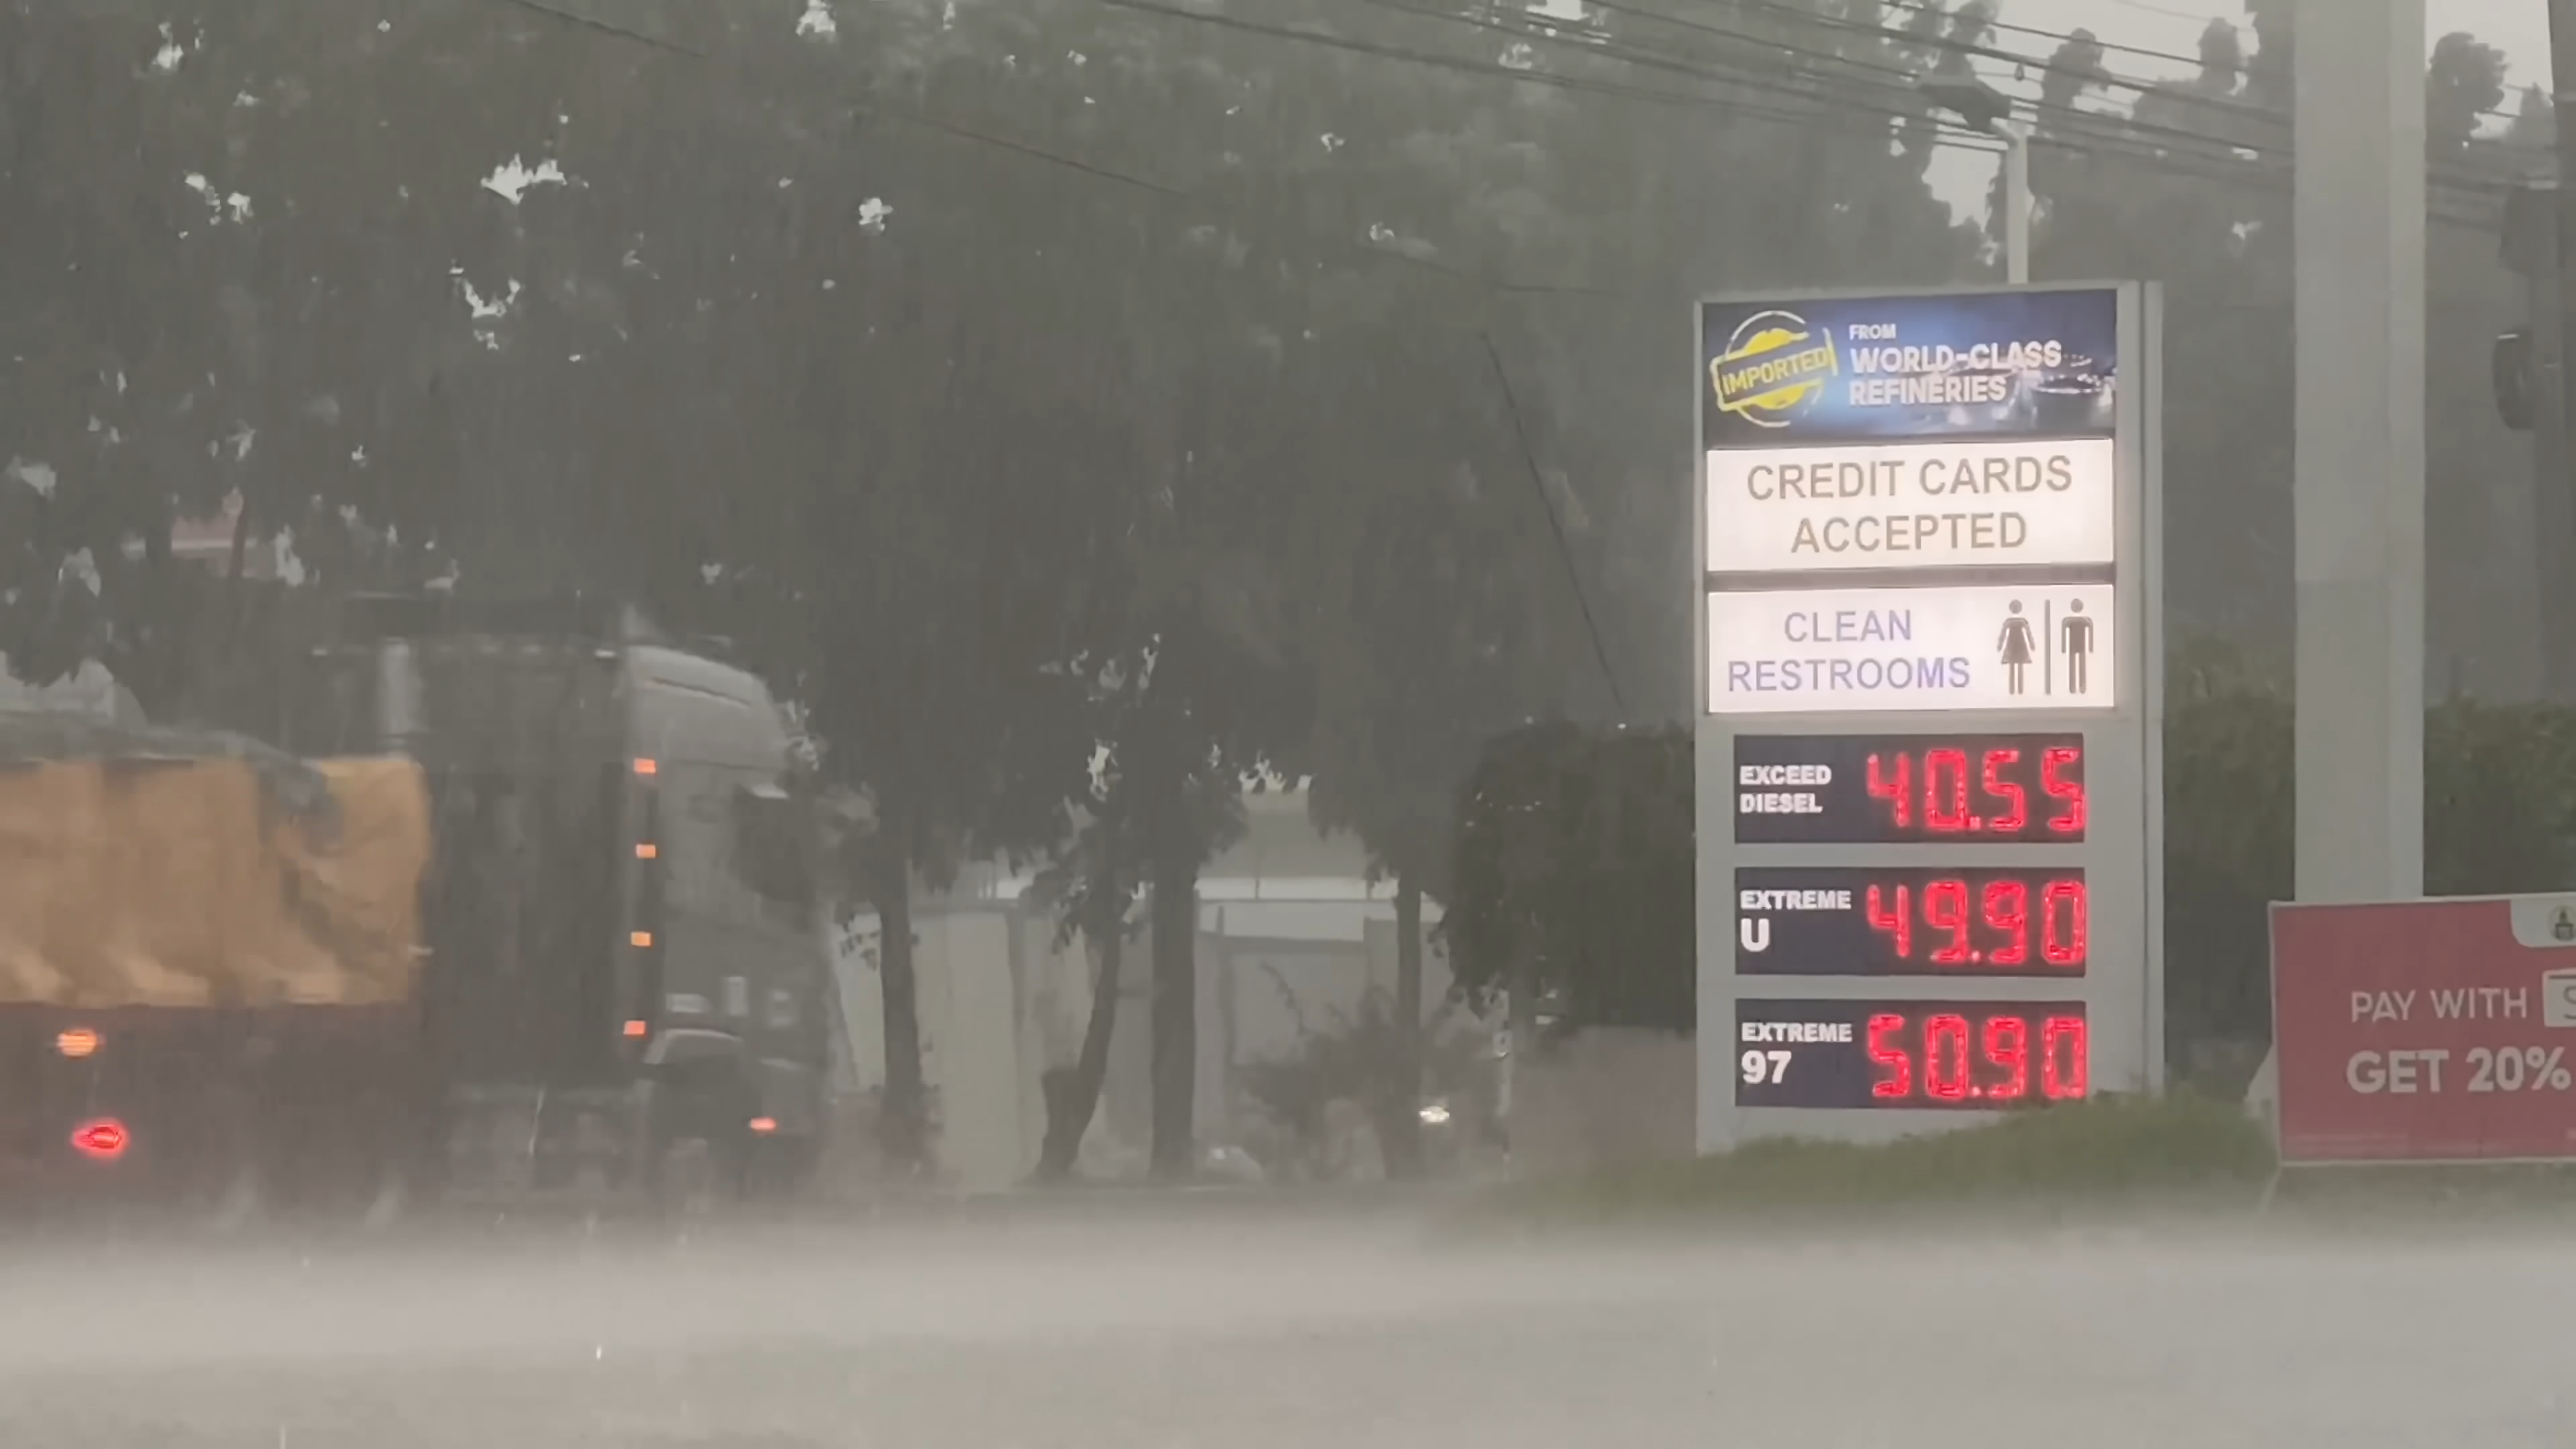 IMPORTED
FROM
WORLD-CLASS
REFINERIES
CREDIT CARDS
ACCEPTED
CLEAN
RESTROOMS
EXCEED
DIESEL
40.55
EXTREME
U
49.90
EXTREME
97
50.90
PAY WITH
GET 20%